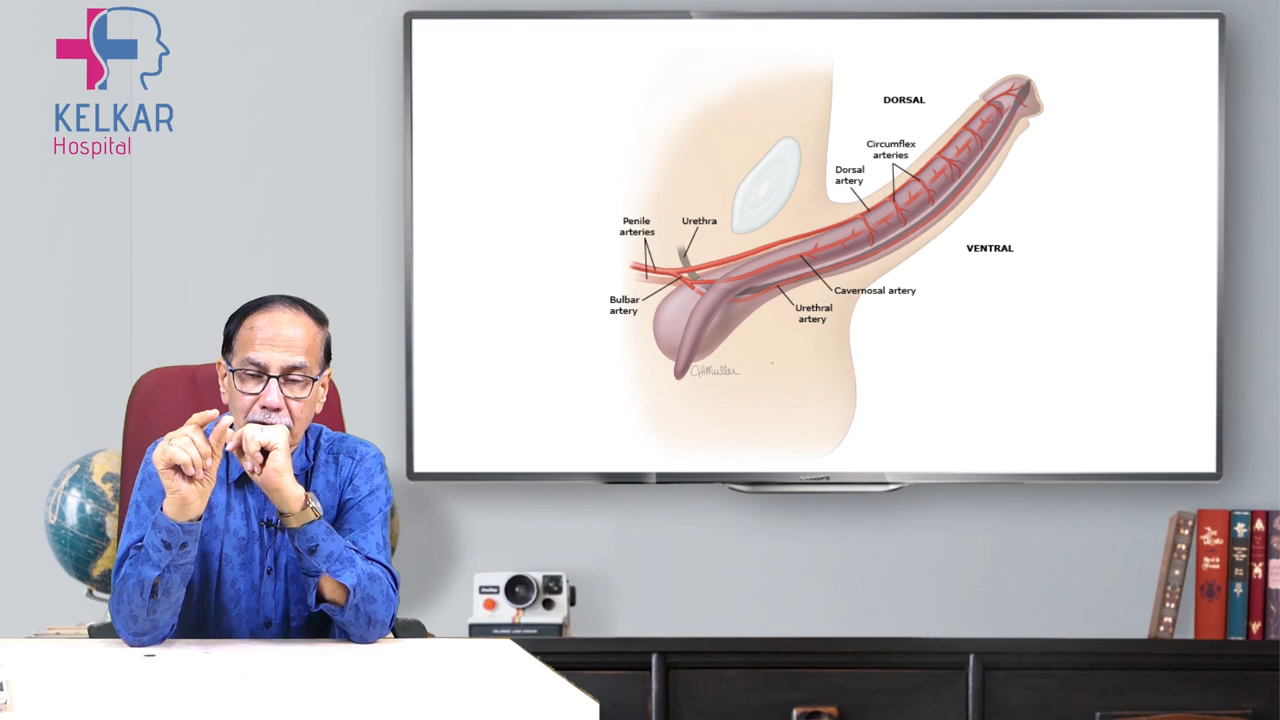 KELKAR
Hospital
DORSAL
Circumflex
arteries
Dorsal
artery
Penile
arteries
Urethra
VENTRAL
Bulbar
artery
Cavernosal artery
Urethral
artery